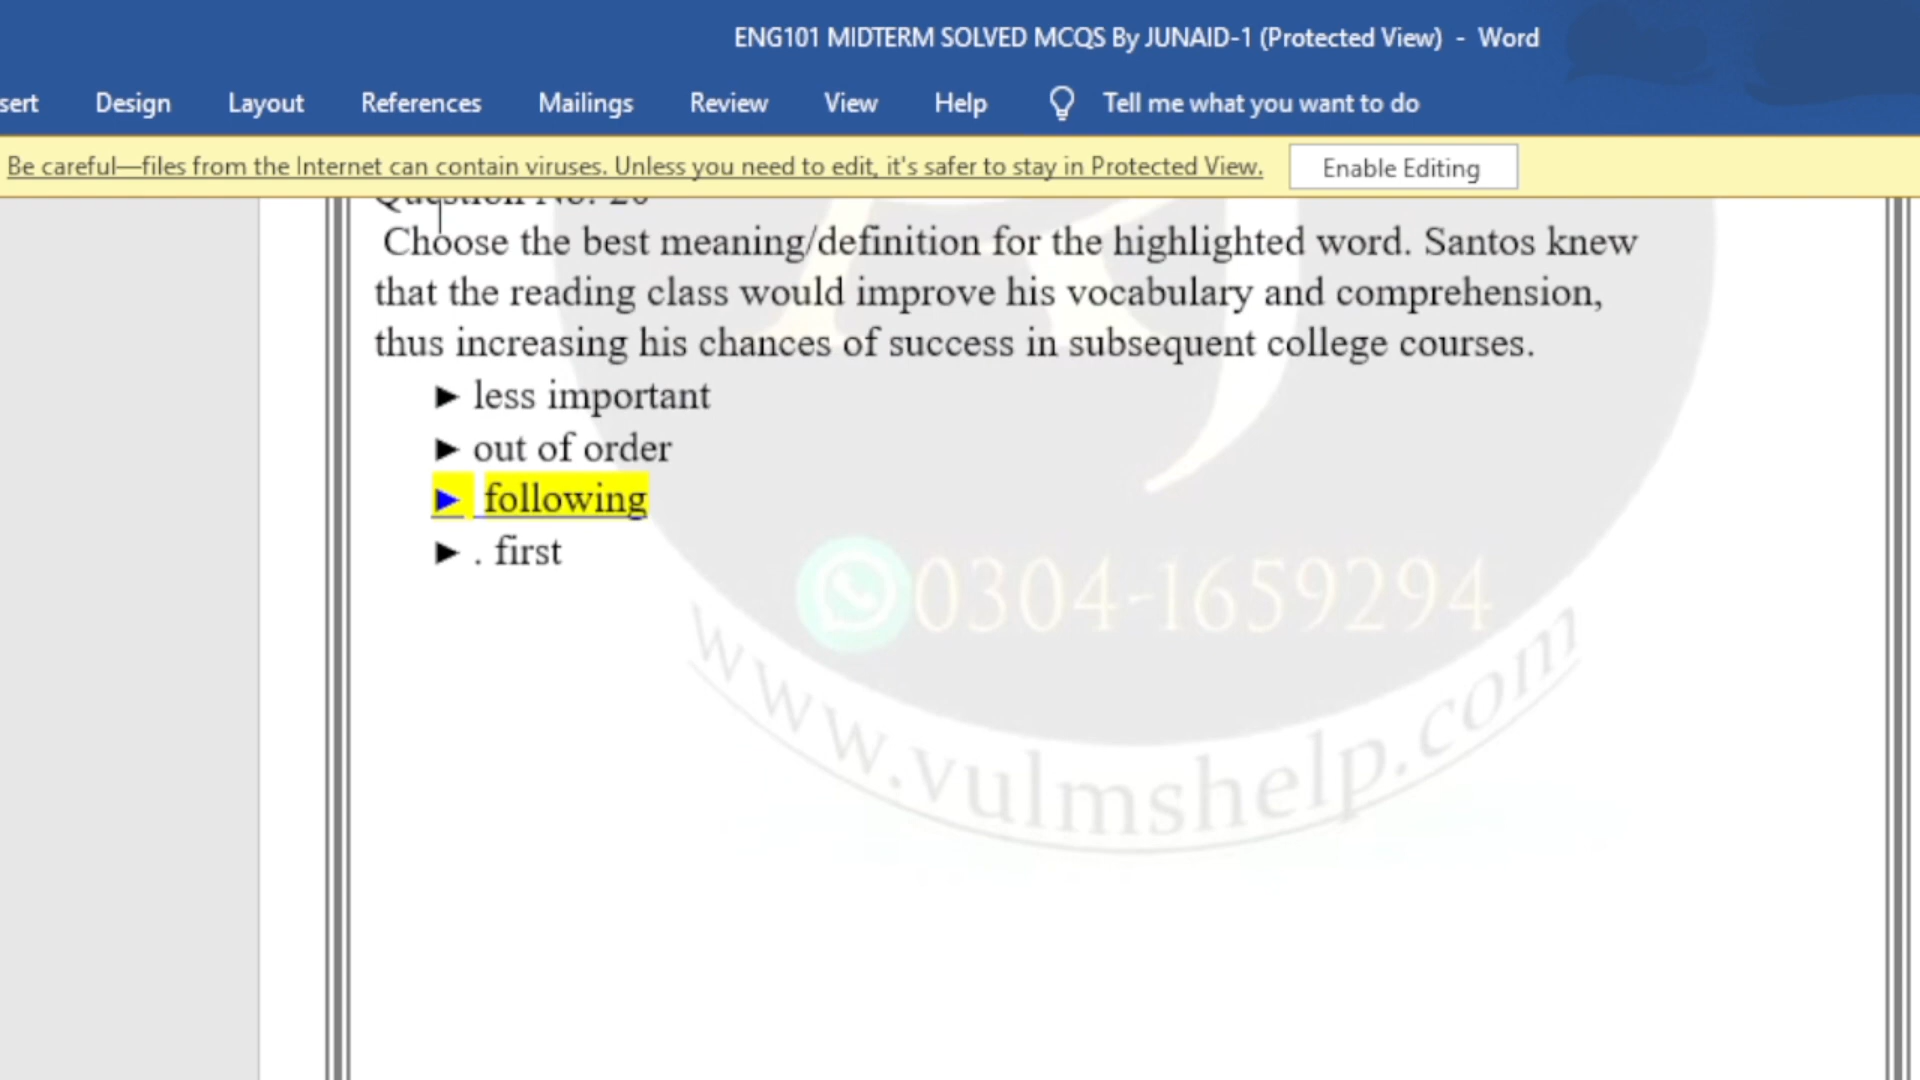 ENG101 MIDTERM SOLVED MCQS By JUNAID-1 (Protected View) - Word
sert Design Layout References Mailings Review View Help Tell me what you want to do
Be careful—files from the Internet can contain viruses. Unless you need to edit, it's safer to stay in Protected View. Enable Editing
Question No: 20
Choose the best meaning/definition for the highlighted word. Santos knew
that the reading class would improve his vocabulary and comprehension,
thus increasing his chances of success in subsequent college courses.
► less important
► out of order
► following
► . first
0304-1659294
www.vulmshelp.com